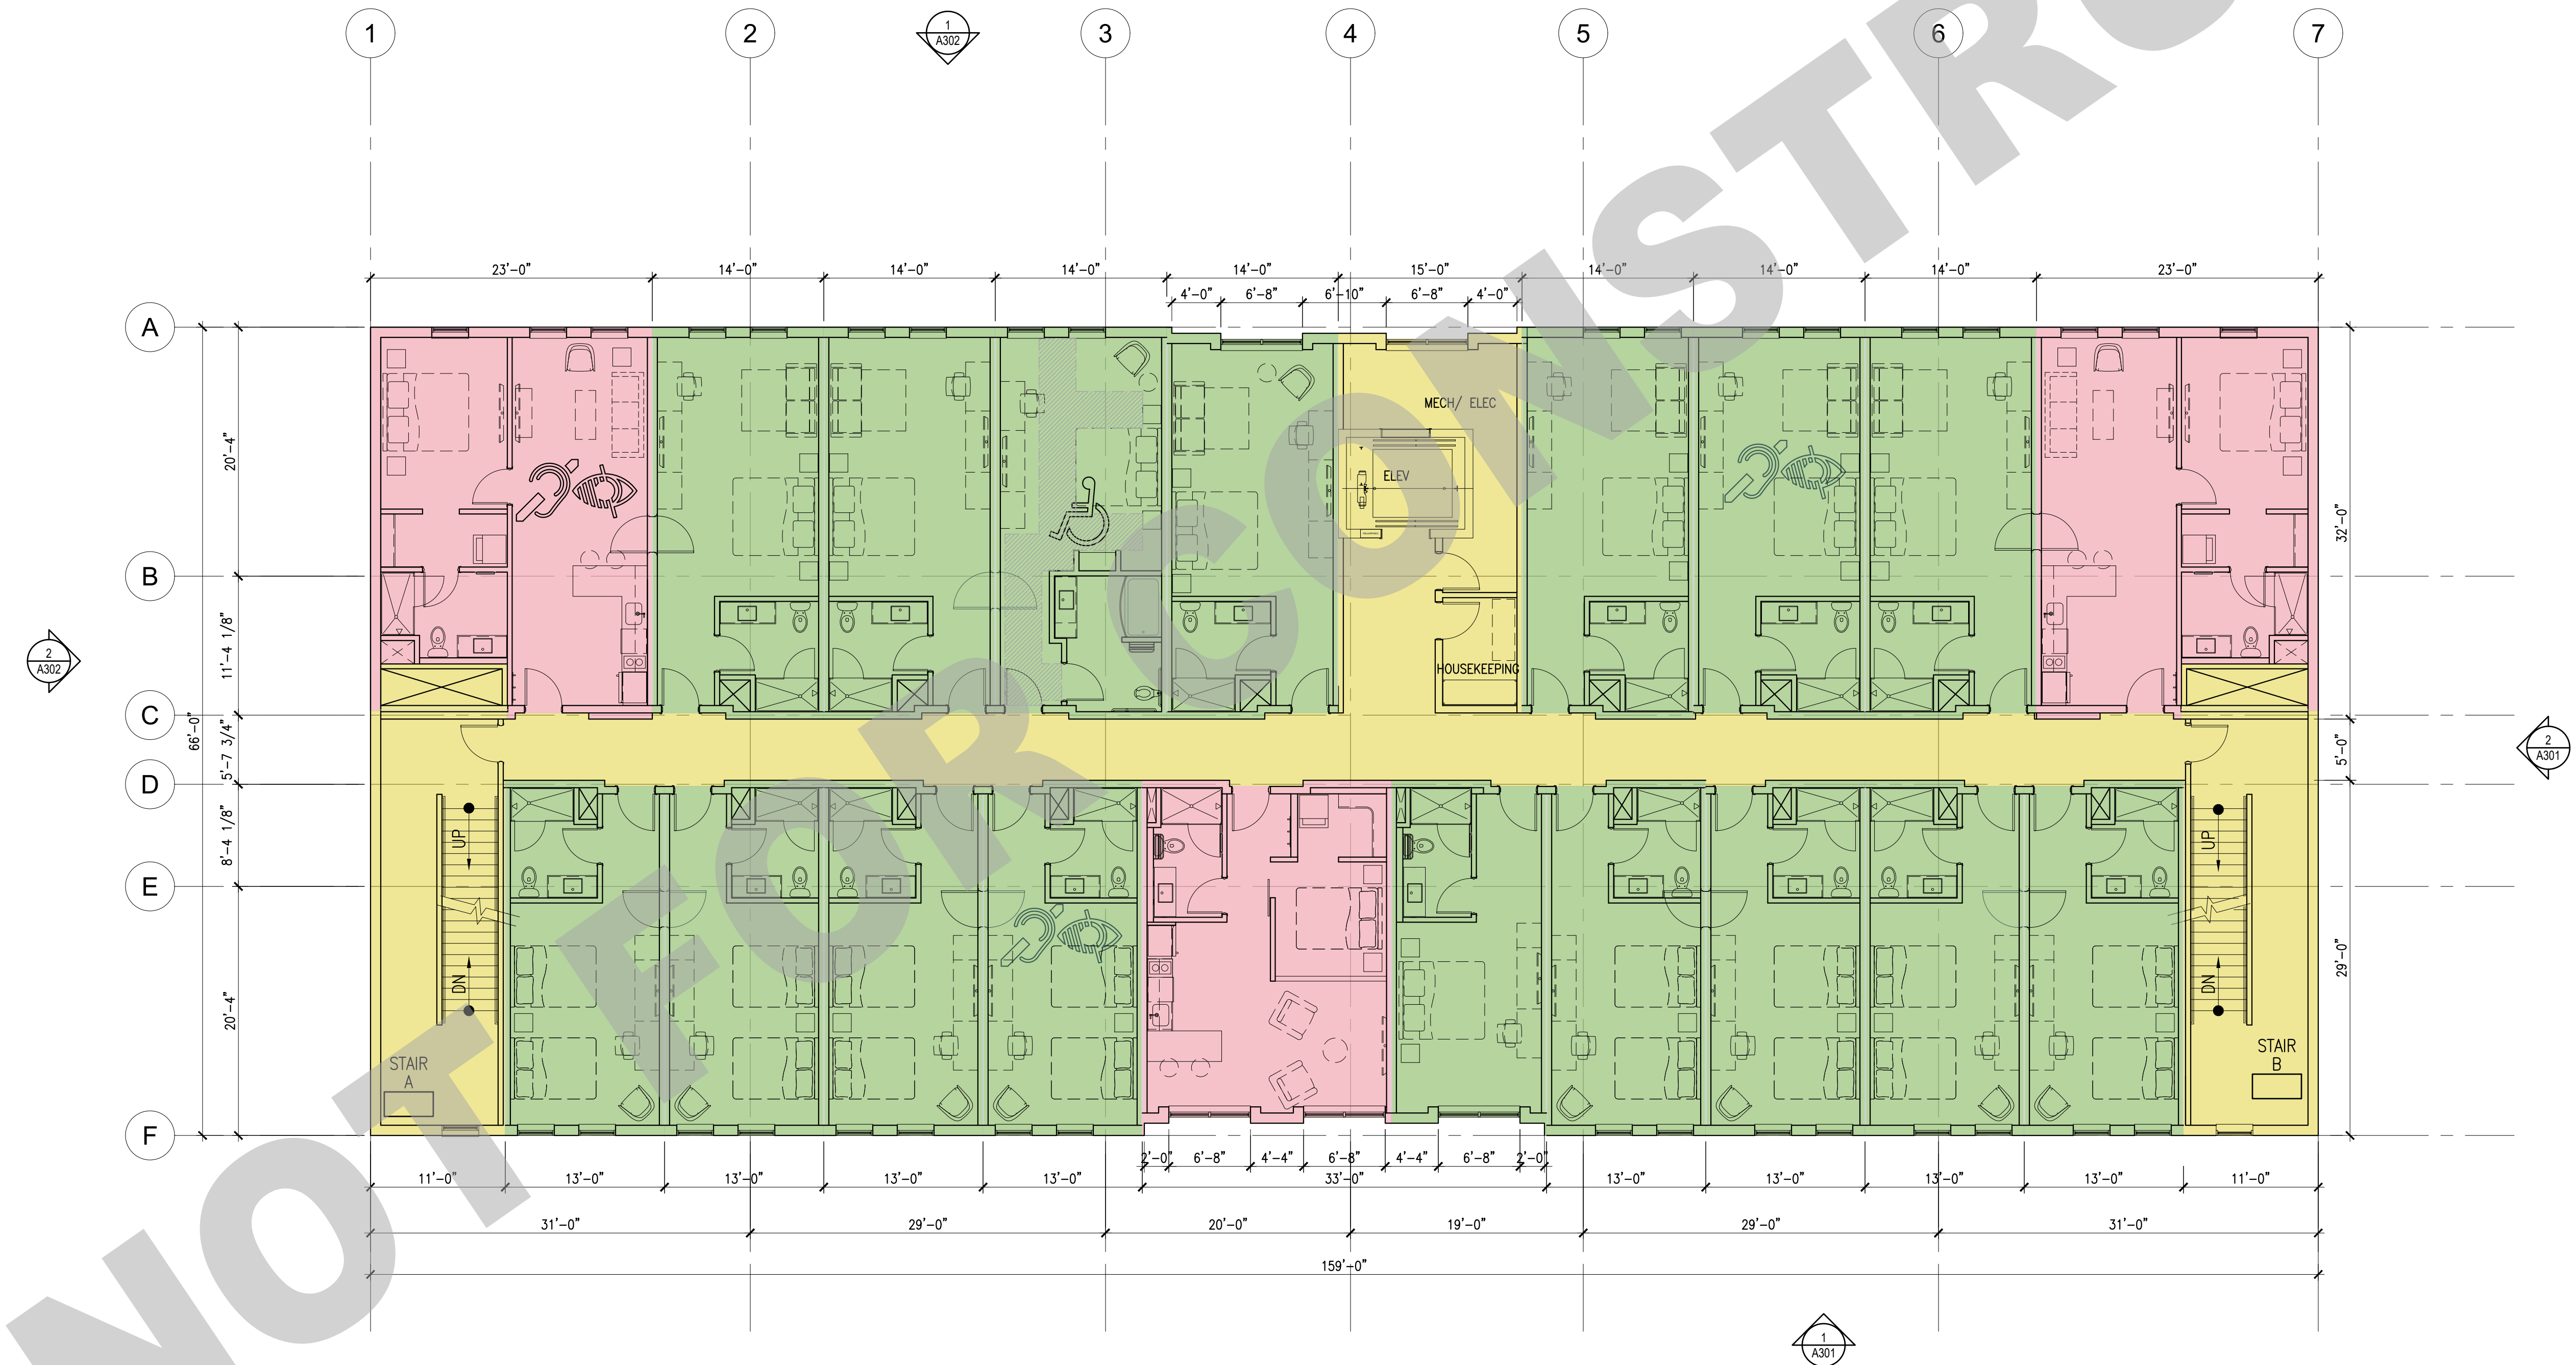 1 2 3 4 5 6 7
1
A302
23'-0" 14'-0" 14'-0" 14'-0" 14'-0" 15'-0" 14'-0" 14'-0" 14'-0" 23'-0"
4'-0" 6'-8" 6'-10" 6'-8" 4'-0"
A
MECH/ ELEC
20'-4"
ELEV
32'-0"
B
11'-4 1/8"
2
A302
HOUSEKEEPING
C
66'-0"
5'-7 3/4"
5'-0"
2
A301
D
8'-4 1/8"
UP
UP
E
20'-4"
29'-0"
DN
DN
STAIR
A
STAIR
B
F
2'-0" 6'-8" 4'-4" 6'-8" 4'-4" 6'-8" 2'-0"
11'-0" 13'-0" 13'-0" 13'-0" 13'-0" 33'-0" 13'-0" 13'-0" 13'-0" 13'-0" 11'-0"
31'-0" 29'-0" 20'-0" 19'-0" 29'-0" 31'-0"
159'-0"
1
A301
NOT FOR CONSTRU